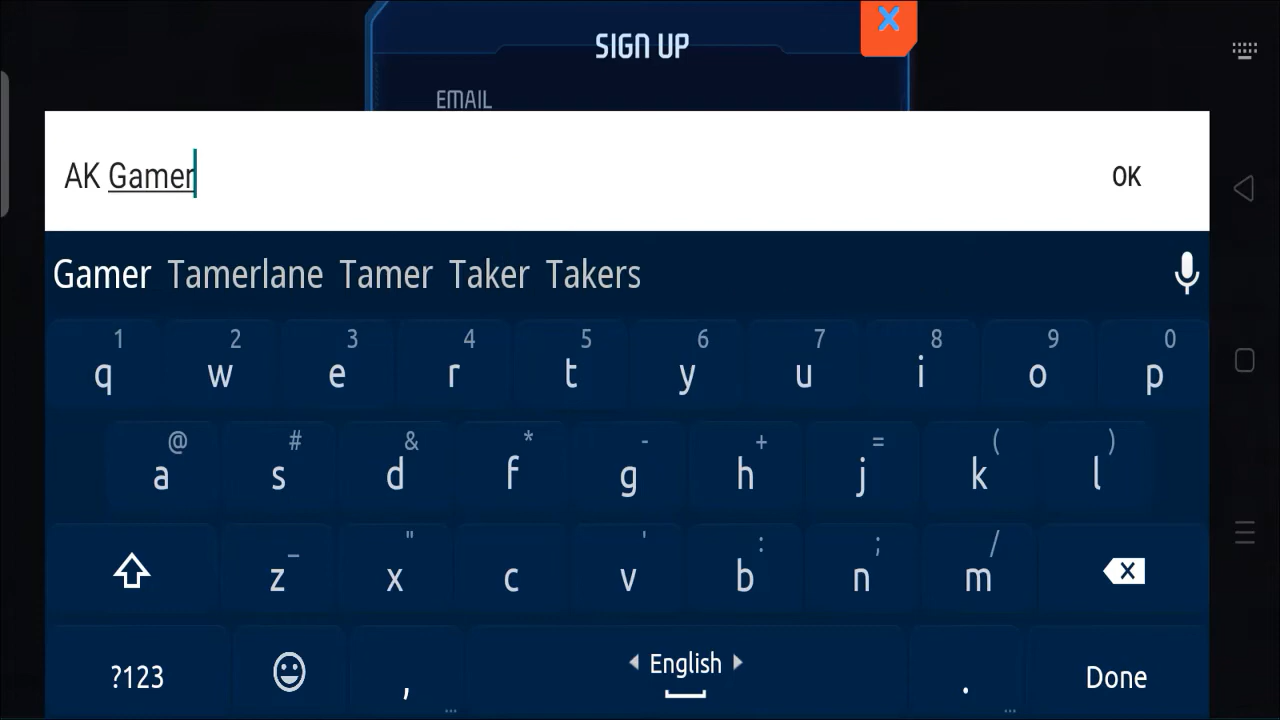 SIGN UP
X
EMAIL
AK Gamer
OK
Gamer Tamerlane Tamer Taker Takers
1 2 3 4 5 6 7 8 9 0
q w e r t y u i o p
@ # & * - + = ( )
a s d f g h j k l
_ " ' : ; /
z x c v b n m
?123 , English . Done